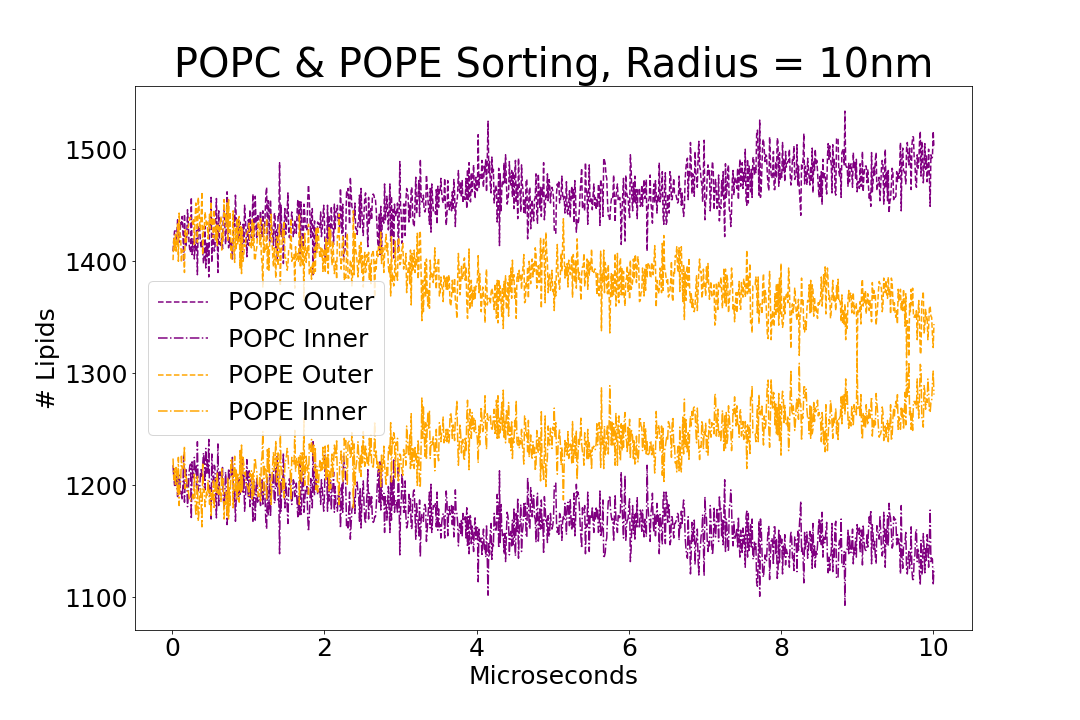 POPC & POPE Sorting, Radius = 10nm
1500
1400
1300
1200
1100
# Lipids
POPC Outer
POPC Inner
POPE Outer
POPE Inner
0 2 4 6 8 10
Microseconds